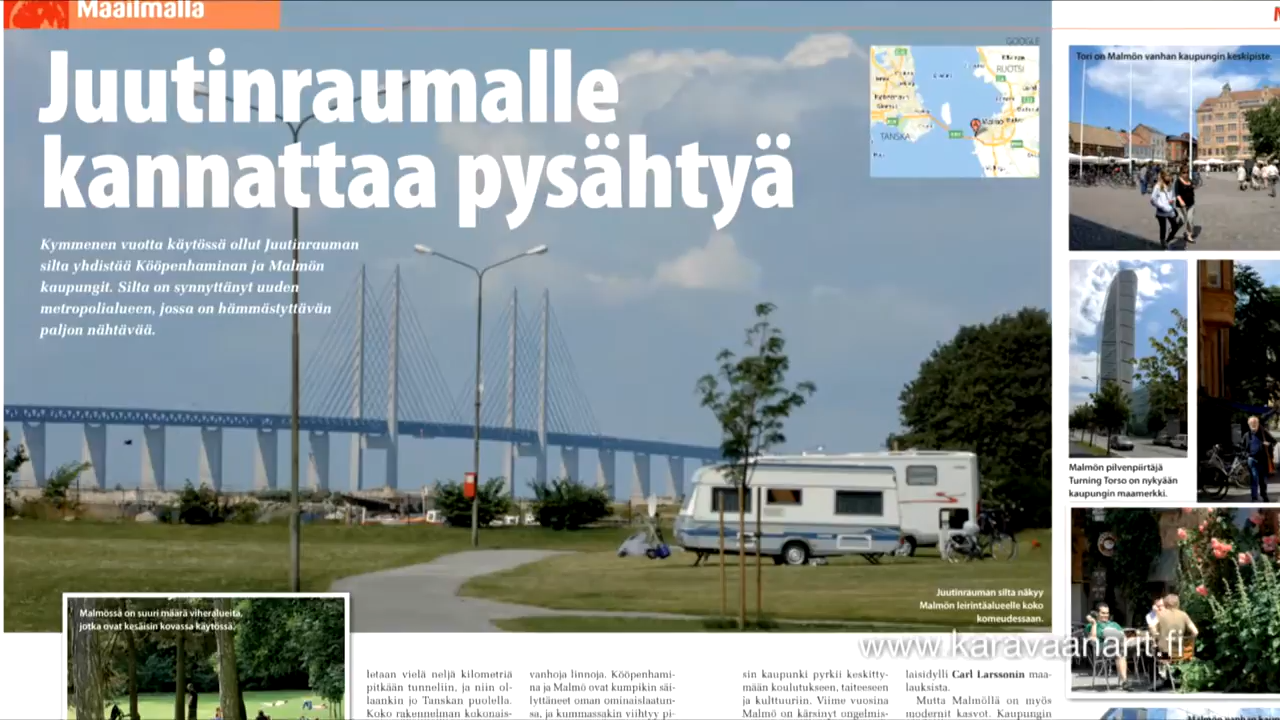 Maailmalla
Juutinraumalle
kannattaa pysähtyä
Kymmenen vuotta käytössä ollut Juutinrauman
silta yhdistää Kööpenhaminan ja Malmön
kaupungit. Silta on synnyttänyt uuden
metropolialueen, jossa on hämmästyttävän
paljon nähtävää.
GOOGLE
RUOTSI
TANSKA
Malmö
Tori on Malmön vanhan kaupungin keskipiste.
Malmön pilvenpiirtäjä
Turning Torso on nykyään
kaupungin maamerkki.
Juutinrauman silta näkyy
Malmön leirintäalueelle koko
komeudessaan.
Malmössä on suuri määrä viheralueita,
jotka ovat kesäisin kovassa käytössä.
www.karavaanarit.fi
lotaan vielä neljä kilometriä
pitkään tunneliin, ja niin ol-
laankin jo Tanskan puolella.
Koko rakennelman kokonais-
vanhoja linnoja. Kööpenhami-
na ja Malmö ovat kumpikin säi-
lyttäneet oman ominaislaatun-
sa, ja kummassakin viihtyy pi-
sin kaupunki pyrkii keskitty-
mään koulutukseen, taiteeseen
ja kulttuuriin. Viime vuosina
Malmö on kärsinyt ongelmis-
laisidylli Carl Larssonin maa-
lauksista.
Mutta Malmöllä on myös
modernit kasvot. Kaupungin